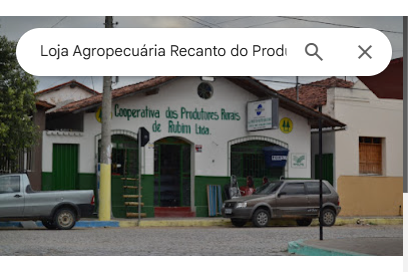 Loja Agropecuária Recanto do Produ
Cooperativa dos Produtores Rurais
de Rubim Ltda.